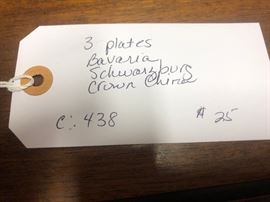 3 plates
Bavaria
Schwarzburg
Crown China
C: 438 $25